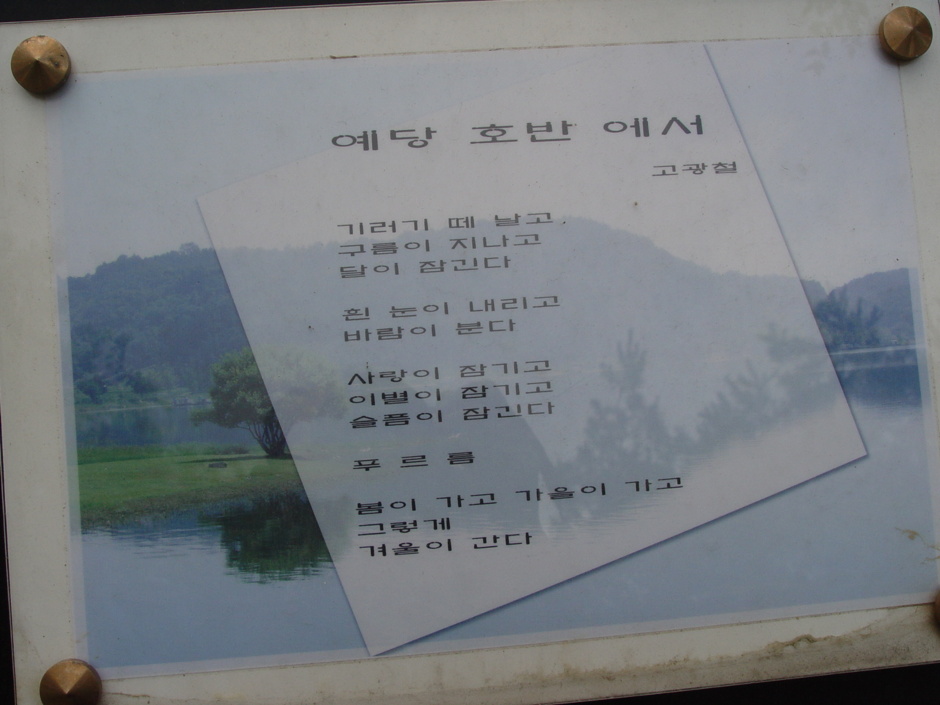 예당 호반 에서
고광철
기러기 떼 날고
구름이 지나고
달이 잠긴다
흰 눈이 내리고
바람이 분다
사랑이 잠기고
이별이 잠기고
슬픔이 잠긴다
푸 르 름
봄이 가고 가을이 가고
그렇게
겨울이 간다